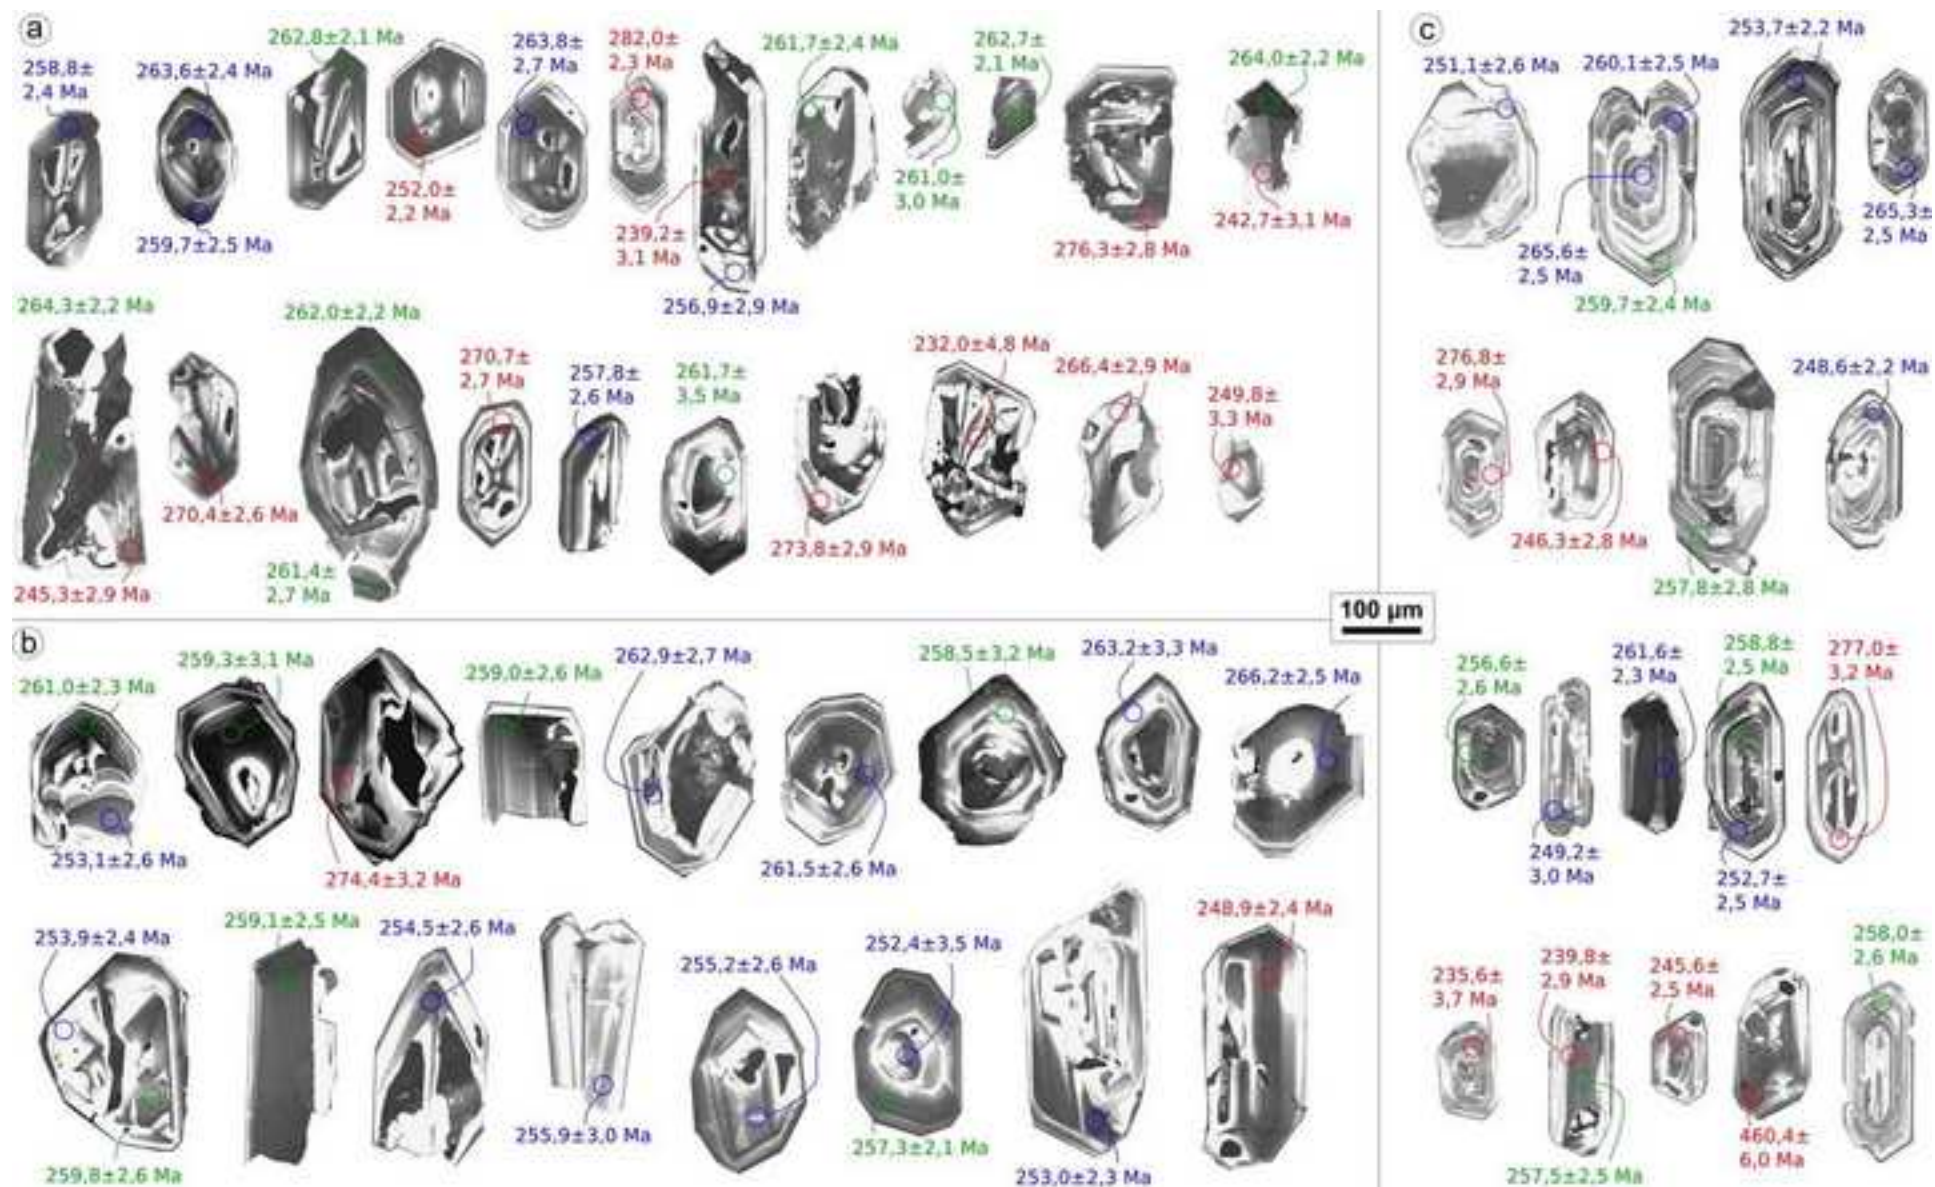 a
258,8±
2,4 Ma
263,6±2,4 Ma
259,7±2,5 Ma
262,8±2,1 Ma
252,0±
2,2 Ma
263,8±
2,7 Ma
282,0±
2,3 Ma
239,2±
3,1 Ma
256,9±2,9 Ma
261,7±2,4 Ma
261,0±
3,0 Ma
262,7±
2,1 Ma
276,3±2,8 Ma
264,0±2,2 Ma
242,7±3,1 Ma
264,3±2,2 Ma
245,3±2,9 Ma
270,4±2,6 Ma
262,0±2,2 Ma
261,4±
2,7 Ma
270,7±
2,7 Ma
257,8±
2,6 Ma
261,7±
3,5 Ma
273,8±2,9 Ma
232,0±4,8 Ma
266,4±2,9 Ma
249,8±
3,3 Ma
b
261,0±2,3 Ma
253,1±2,6 Ma
259,3±3,1 Ma
274,4±3,2 Ma
259,0±2,6 Ma
262,9±2,7 Ma
261,5±2,6 Ma
258,5±3,2 Ma
263,2±3,3 Ma
266,2±2,5 Ma
253,9±2,4 Ma
259,8±2,6 Ma
259,1±2,5 Ma
254,5±2,6 Ma
255,9±3,0 Ma
255,2±2,6 Ma
252,4±3,5 Ma
257,3±2,1 Ma
253,0±2,3 Ma
248,9±2,4 Ma
100 µm
c
251,1±2,6 Ma
260,1±2,5 Ma
265,6±
2,5 Ma
259,7±2,4 Ma
253,7±2,2 Ma
265,3±
2,5 Ma
276,8±
2,9 Ma
246,3±2,8 Ma
257,8±2,8 Ma
248,6±2,2 Ma
256,6±
2,6 Ma
249,2±
3,0 Ma
261,6±
2,3 Ma
258,8±
2,5 Ma
252,7±
2,5 Ma
277,0±
3,2 Ma
235,6±
3,7 Ma
239,8±
2,9 Ma
257,5±2,5 Ma
245,6±
2,5 Ma
460,4±
6,0 Ma
258,0±
2,6 Ma